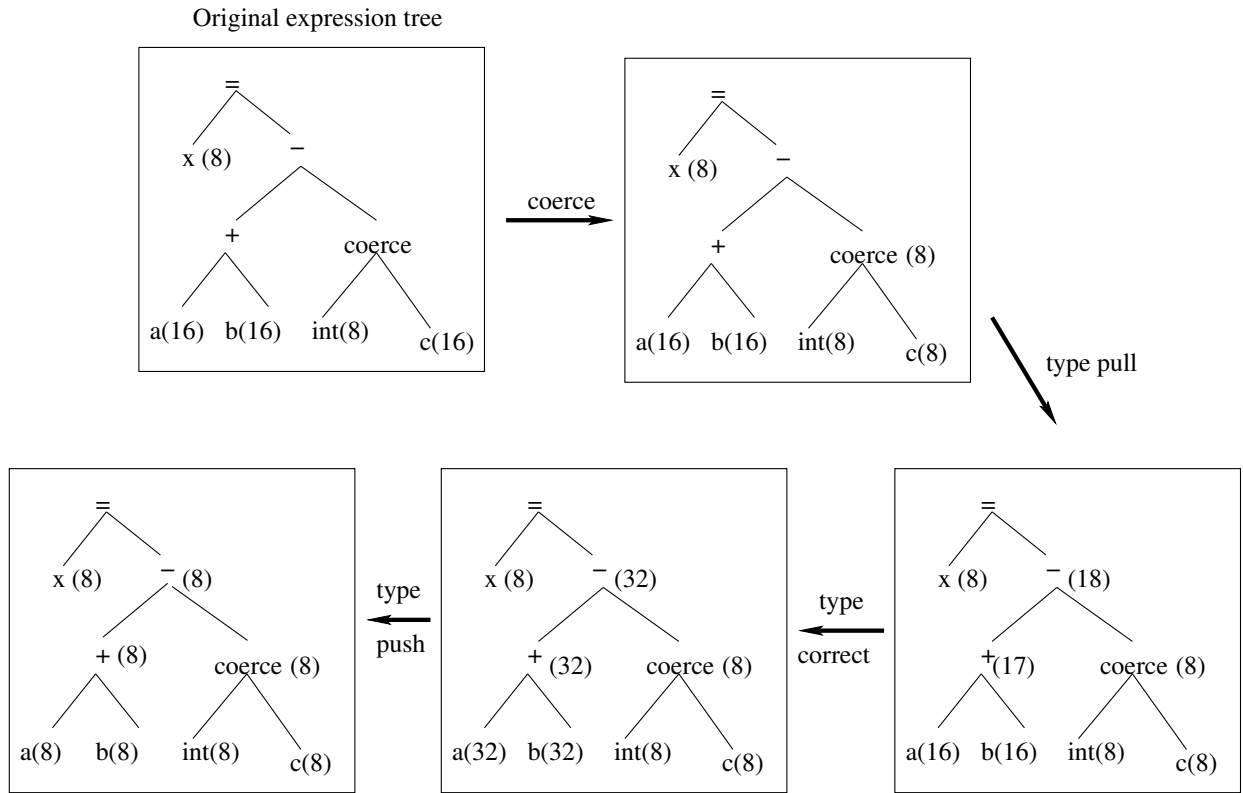 Original expression tree
=
x (8)
−
+
coerce
a(16) b(16) int(8)
c(16)
coerce
=
x (8)
−
+
coerce (8)
a(16) b(16) int(8)
c(8)
type pull
=
x (8)
− (8)
+ (8)
coerce (8)
a(8) b(8) int(8)
c(8)
type
push
=
x (8)
− (32)
+ (32)
coerce (8)
a(32) b(32) int(8)
c(8)
type
correct
=
x (8)
− (18)
+ (17)
coerce (8)
a(16) b(16) int(8)
c(8)